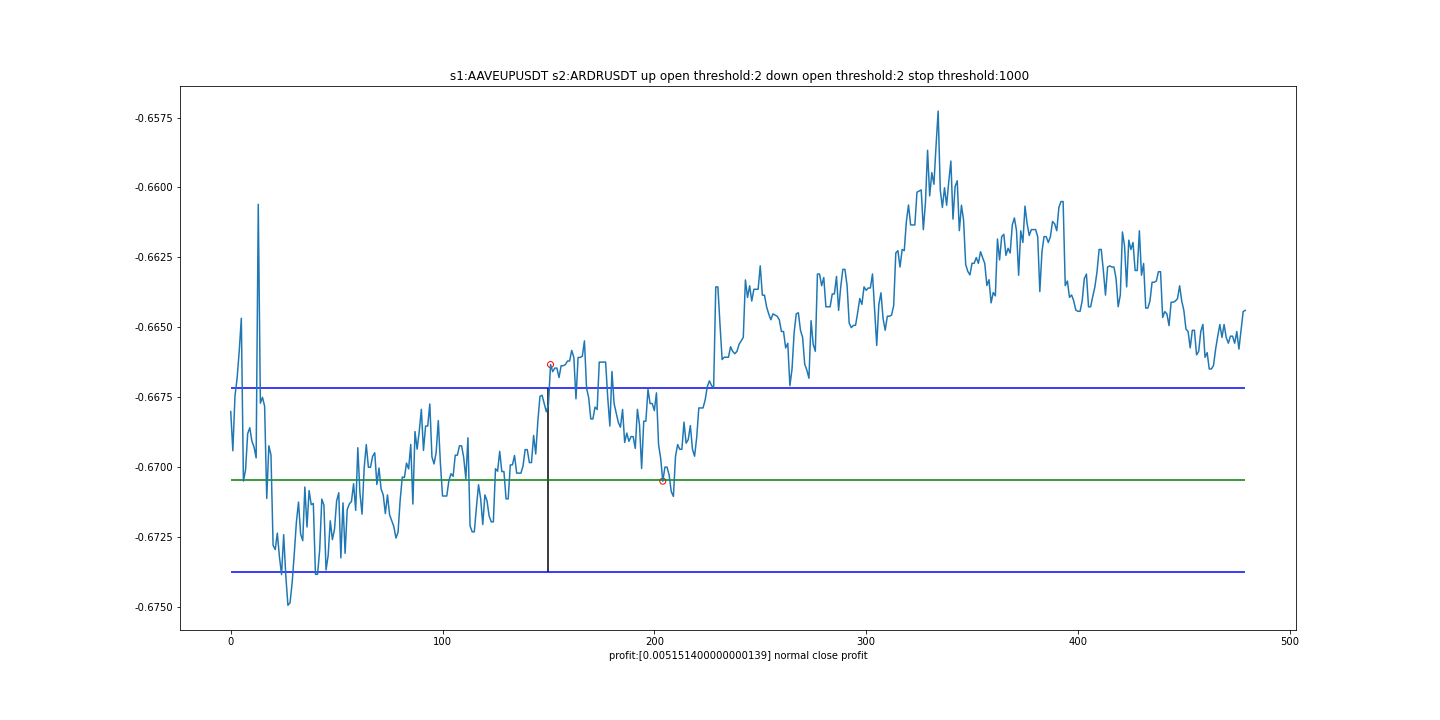 s1:AAVEUPUSDT s2:ARDRUSDT up open threshold:2 down open threshold:2 stop threshold:1000
-0.6575
-0.6600
-0.6625
-0.6650
-0.6675
-0.6700
-0.6725
-0.6750
0 100 200 300 400 500
profit:[0.005151400000000139] normal close profit